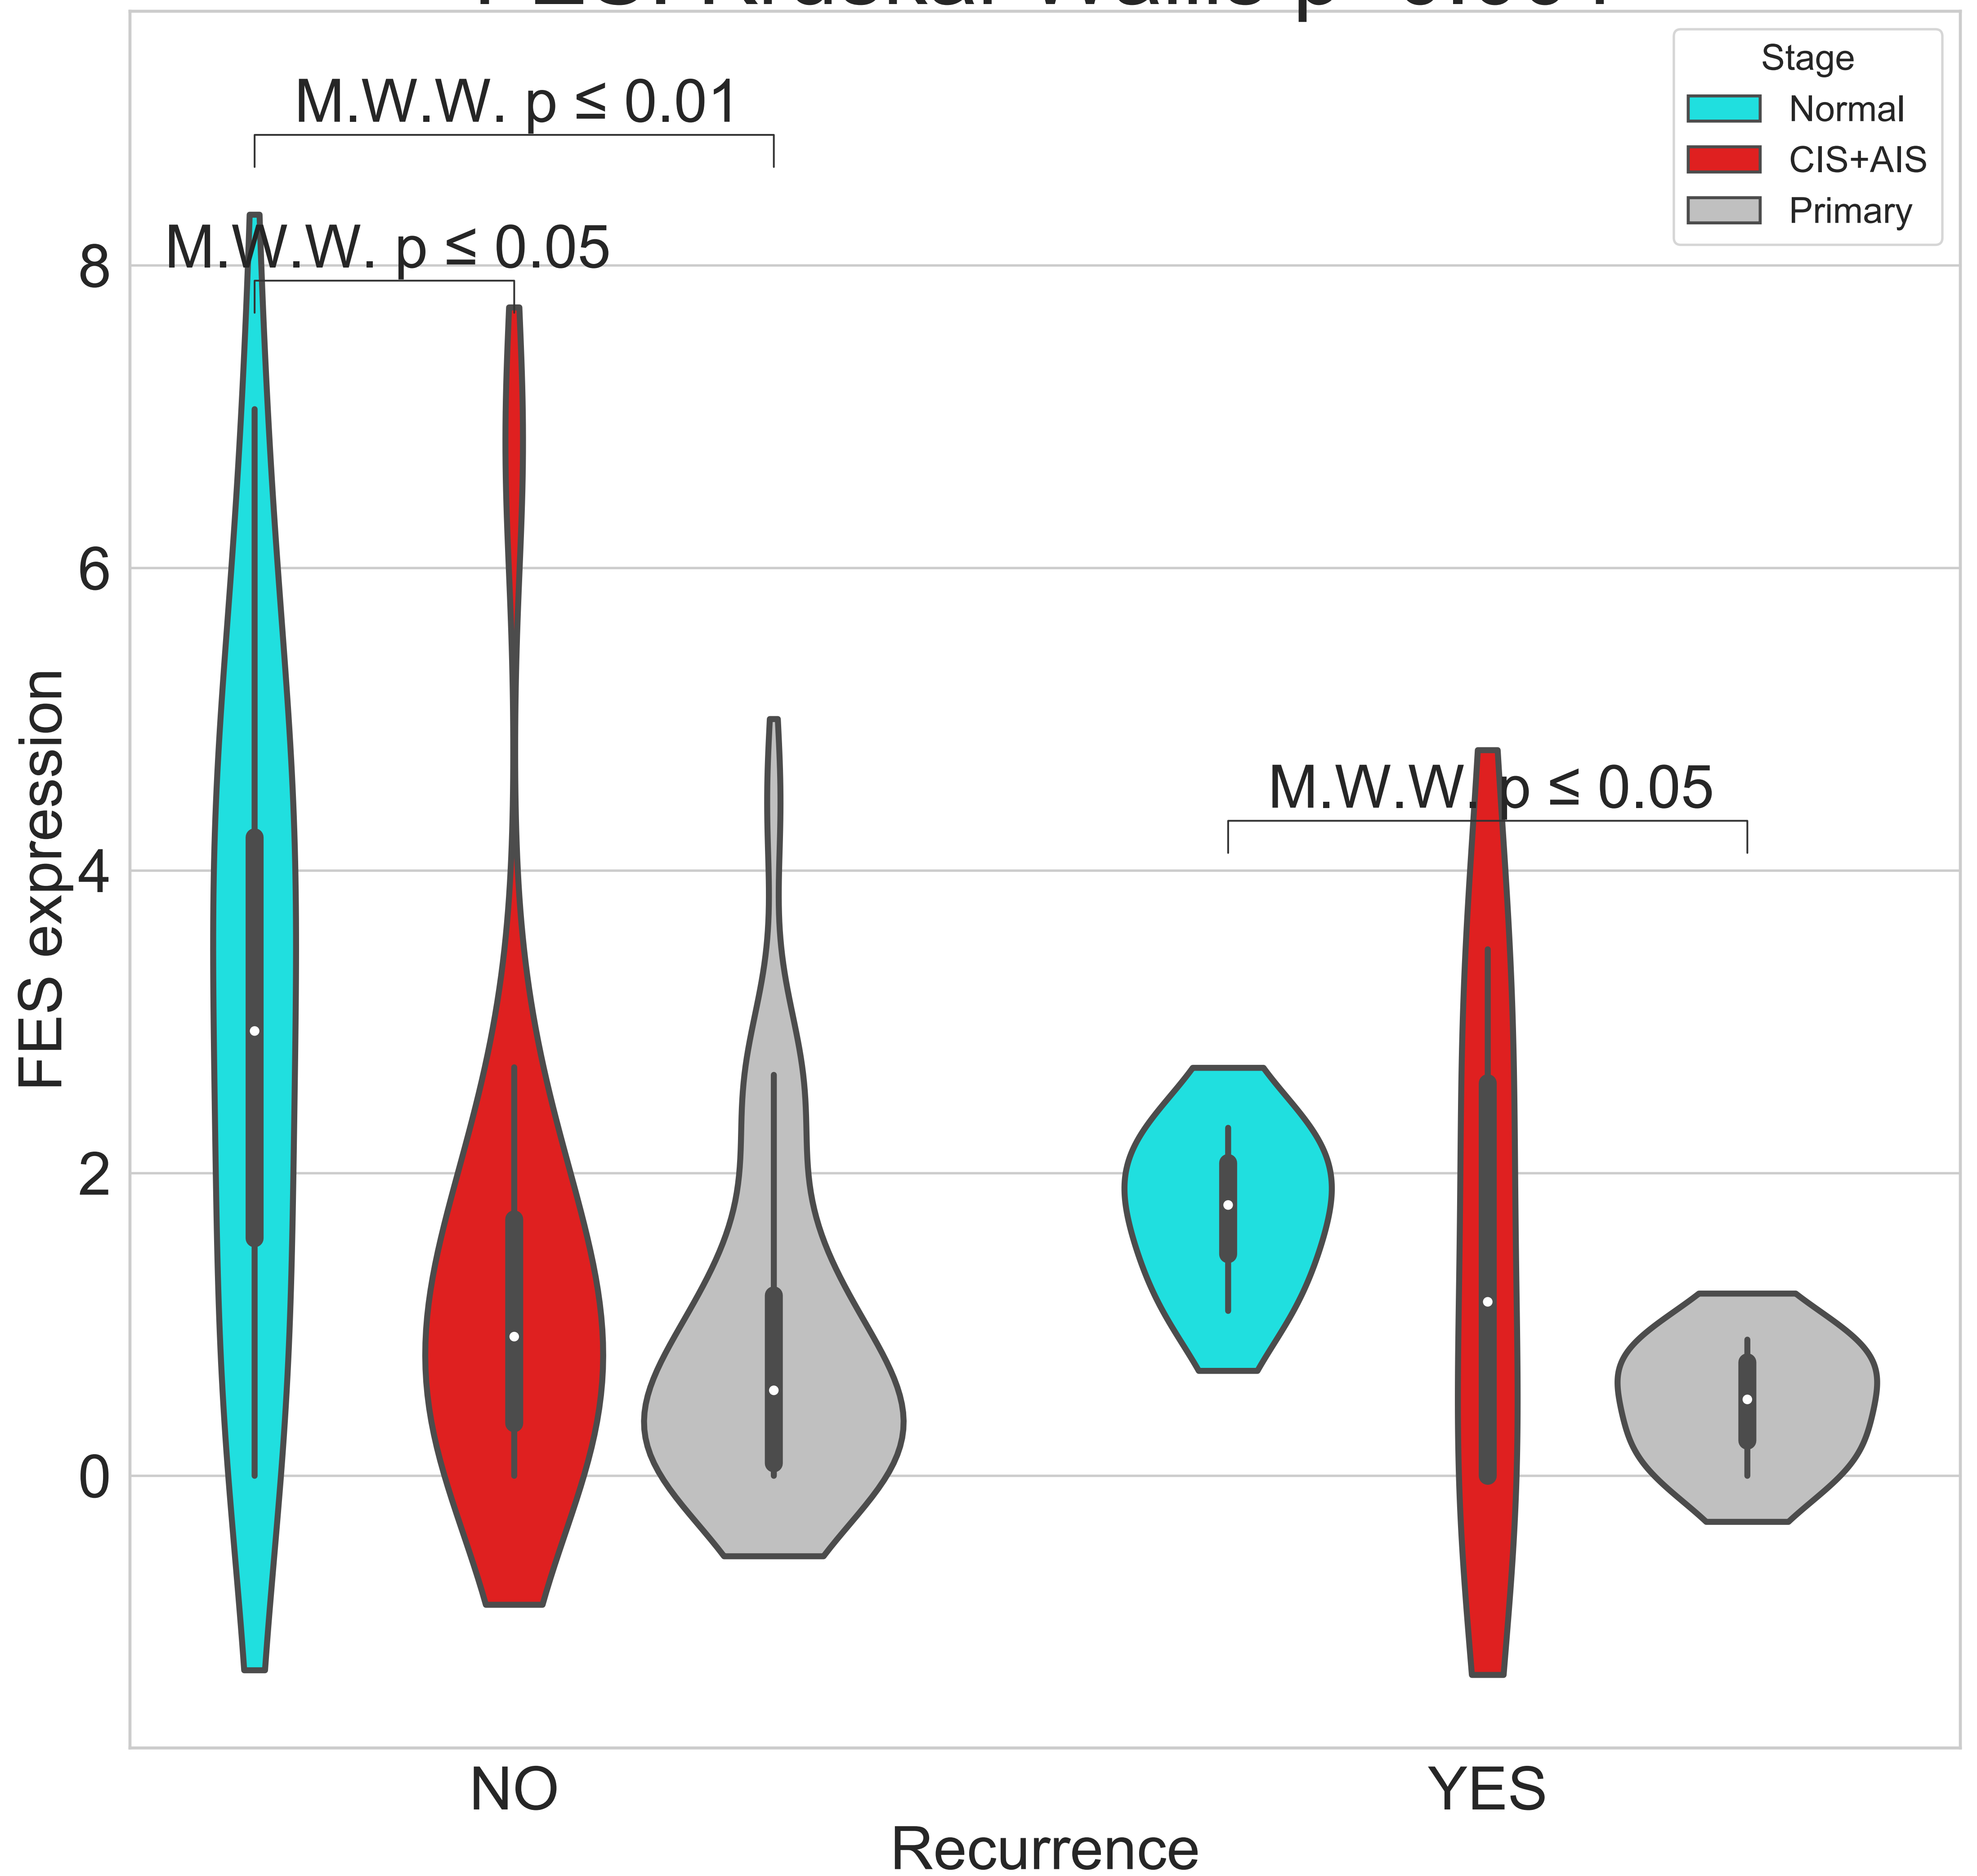 Stage
Normal
CIS+AIS
Primary
M.W.W. p ≤ 0.01
M.W.W. p ≤ 0.05
M.W.W. p ≤ 0.05
8
6
4
2
0
FES expression
NO
YES
Recurrence